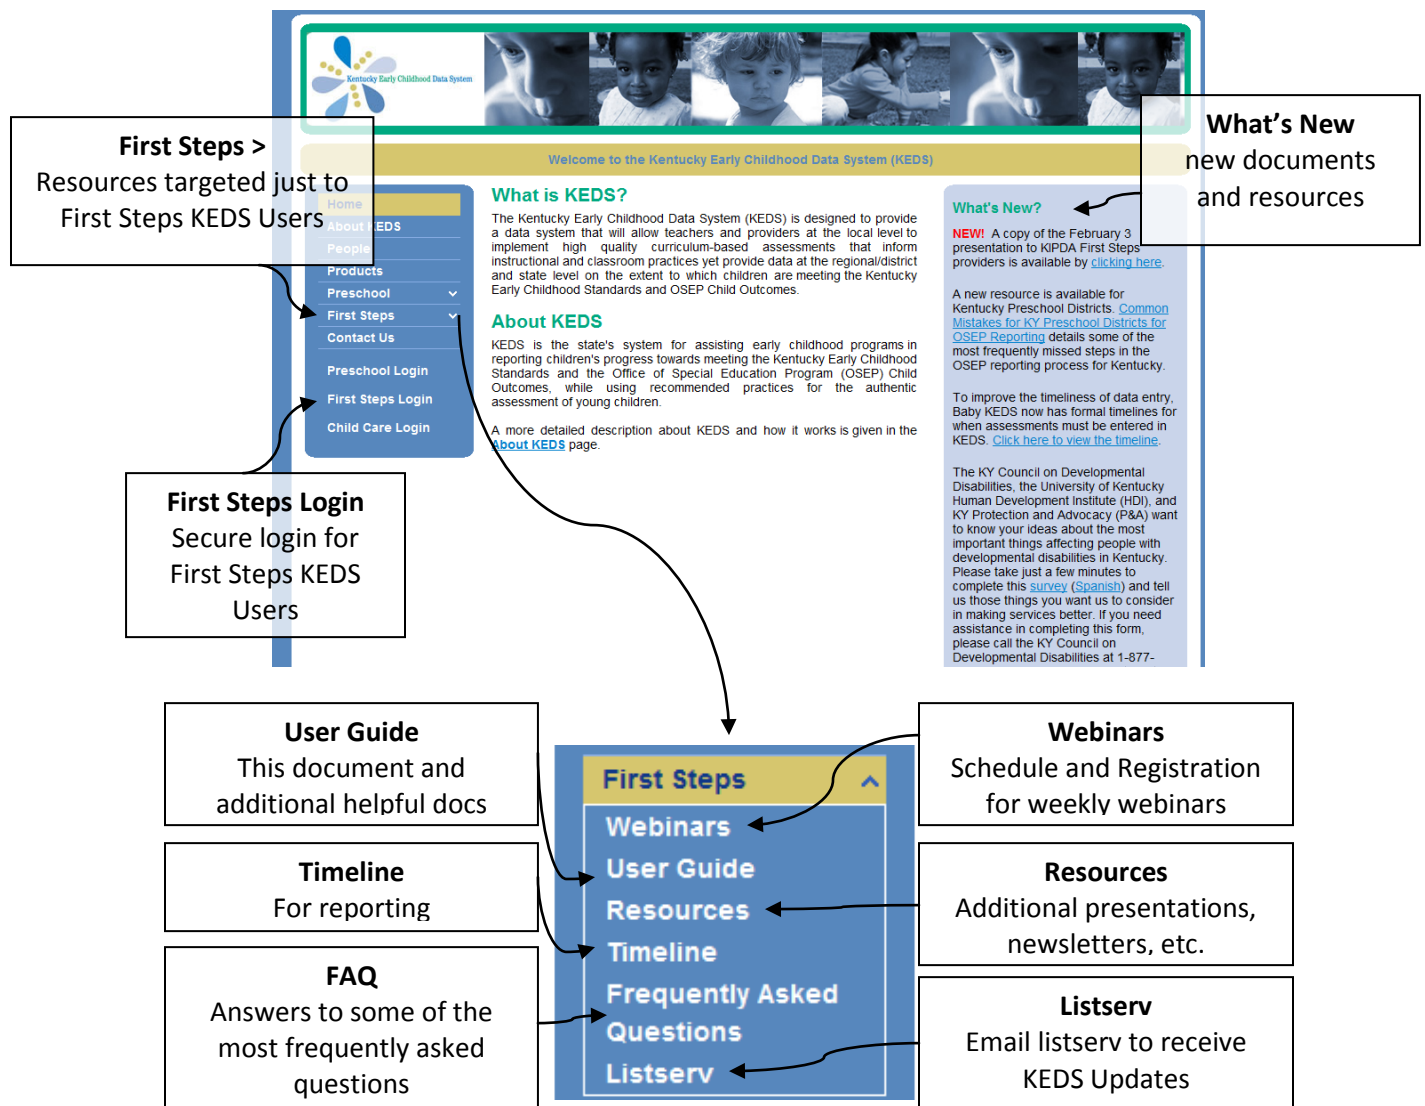 Kentucky Early Childhood Data System
Welcome to the Kentucky Early Childhood Data System (KEDS)
First Steps >
Resources targeted just to
First Steps KEDS Users
What's New
new documents
and resources
Home
About KEDS
People
Products
Preschool
First Steps
Contact Us
Preschool Login
First Steps Login
Child Care Login
What is KEDS?
The Kentucky Early Childhood Data System (KEDS) is designed to provide
a data system that will allow teachers and providers at the local level to
implement high quality curriculum-based assessments that inform
instructional and classroom practices yet provide data at the regional/district
and state level on the extent to which children are meeting the Kentucky
Early Childhood Standards and OSEP Child Outcomes.
About KEDS
KEDS is the state's system for assisting early childhood programs in
reporting children's progress towards meeting the Kentucky Early Childhood
Standards and the Office of Special Education Program (OSEP) Child
Outcomes, while using recommended practices for the authentic
assessment of young children.
A more detailed description about KEDS and how it works is given in the
About KEDS page.
What's New?
NEW! A copy of the February 3
presentation to KIPDA First Steps
providers is available by clicking here.
A new resource is available for
Kentucky Preschool Districts. Common
Mistakes for KY Preschool Districts for
OSEP Reporting details some of the
most frequently missed steps in the
OSEP reporting process for Kentucky.
To improve the timeliness of data entry,
Baby KEDS now has formal timelines for
when assessments must be entered in
KEDS. Click here to view the timeline.
The KY Council on Developmental
Disabilities, the University of Kentucky
Human Development Institute (HDI), and
KY Protection and Advocacy (P&A) want
to know your ideas about the most
important things affecting people with
developmental disabilities in Kentucky.
Please take just a few minutes to
complete this survey (Spanish) and tell
us those things you want us to consider
in making services better. If you need
assistance in completing this form,
please call the KY Council on
Developmental Disabilities at 1-877-
First Steps Login
Secure login for
First Steps KEDS
Users
User Guide
This document and
additional helpful docs
Timeline
For reporting
FAQ
Answers to some of the
most frequently asked
questions
First Steps
Webinars
User Guide
Resources
Timeline
Frequently Asked
Questions
Listserv
Webinars
Schedule and Registration
for weekly webinars
Resources
Additional presentations,
newsletters, etc.
Listserv
Email listserv to receive
KEDS Updates